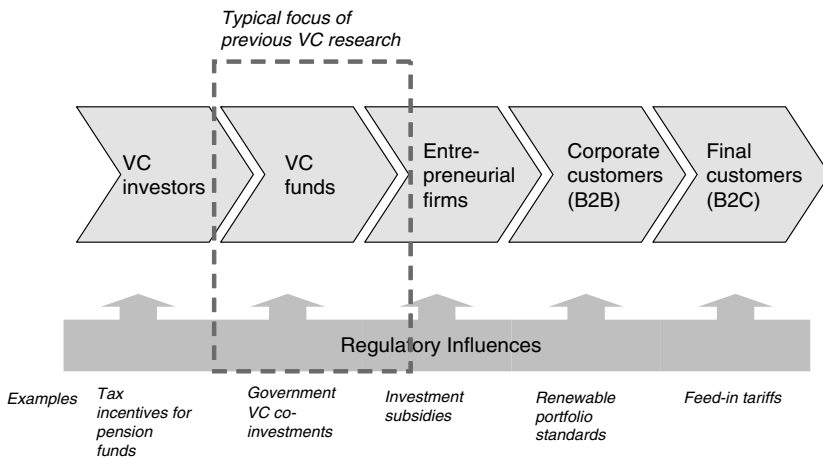 Typical focus of
previous VC research
VC
investors
VC
funds
Entre-
preneurial
firms
Corporate
customers
(B2B)
Final
customers
(B2C)
Regulatory Influences
Examples
Tax
incentives for
pension
funds
Government
VC co-
investments
Investment
subsidies
Renewable
portfolio
standards
Feed-in tariffs